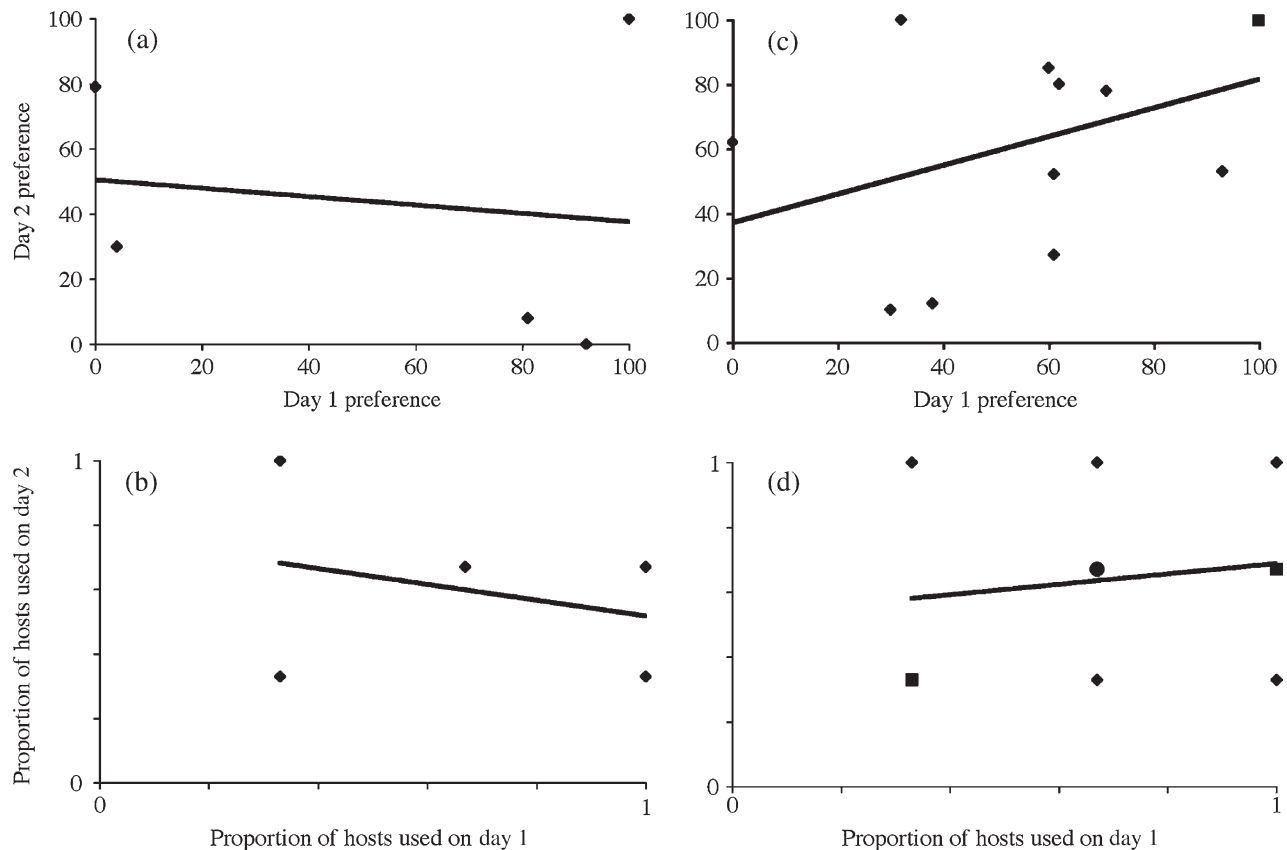 (a)
Day 2 preference
100
80
60
40
20
0
0 20 40 60 80 100
Day 1 preference
(c)
100
80
60
40
20
0
0 20 40 60 80 100
Day 1 preference
(b)
Proportion of hosts used on day 2
1
0
0 1
Proportion of hosts used on day 1
(d)
1
0
0 1
Proportion of hosts used on day 1